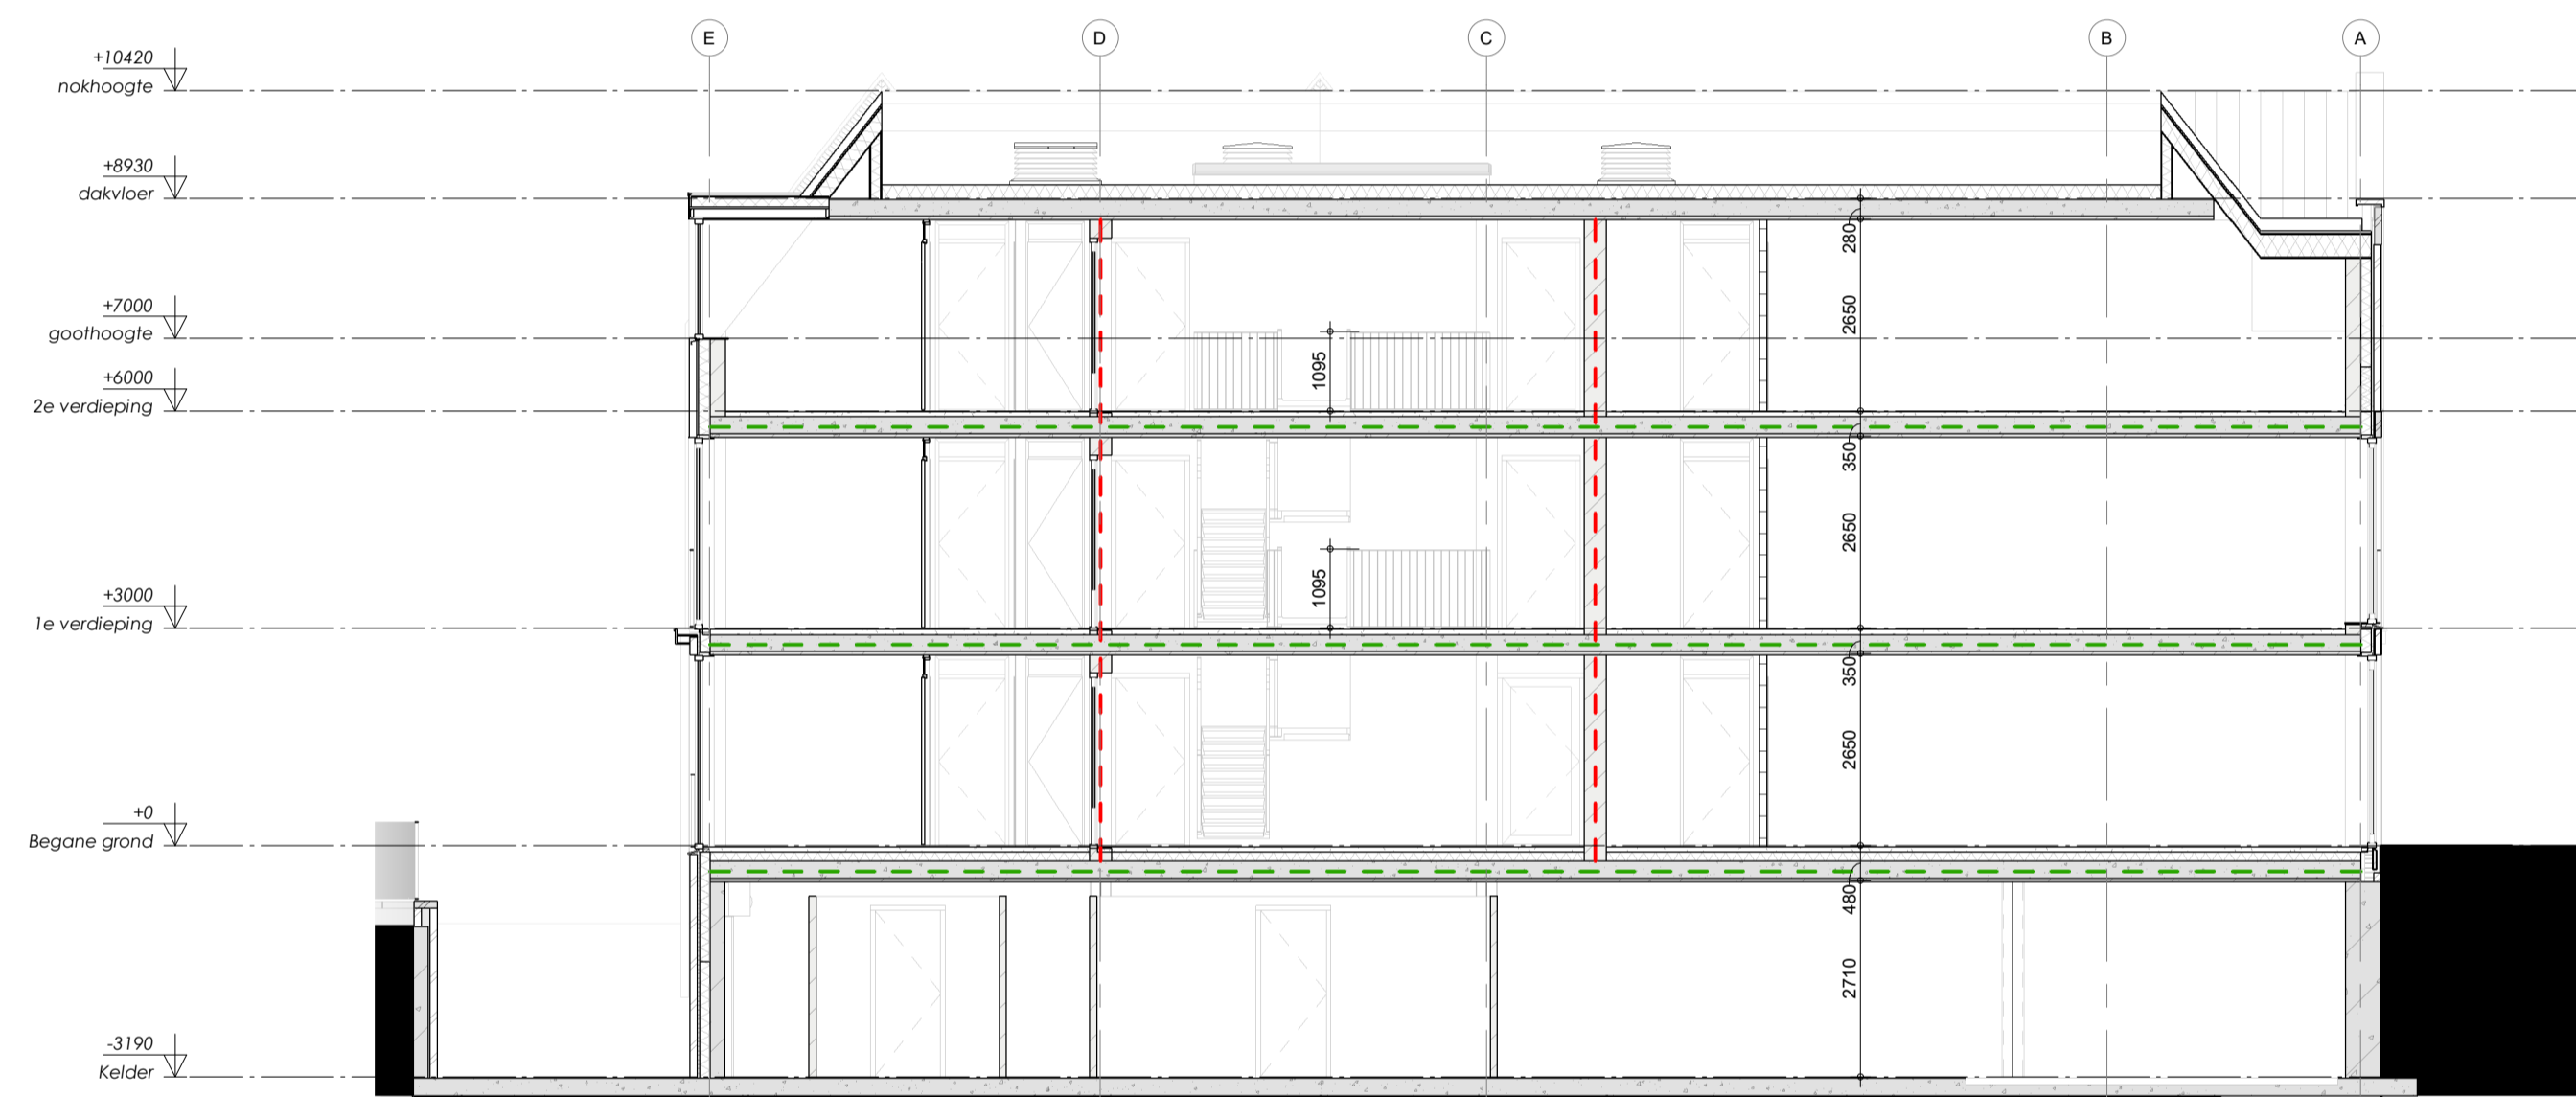 E
D
C
B
A
+10420
nokhoogte
+8930
dakvloer
280
+7000
goothoogte
2650
1095
+6000
2e verdieping
350
2650
1095
+3000
1e verdieping
350
2650
+0
Begane grond
480
2710
-3190
Kelder